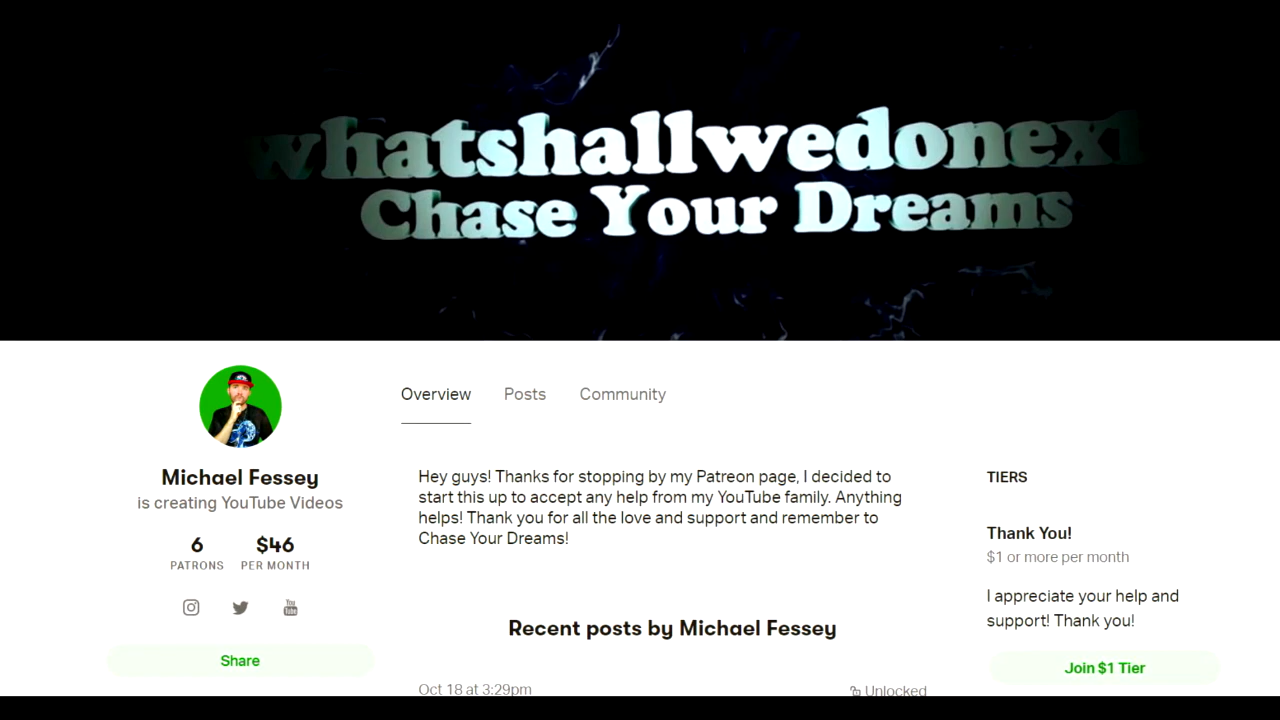 whatshallwedonext
Chase Your Dreams
Michael Fessey
is creating YouTube Videos
6
$46
PATRONS
PER MONTH
You
Tube
Share
Overview
Posts
Community
Hey guys! Thanks for stopping by my Patreon page, I decided to
start this up to accept any help from my YouTube family. Anything
helps! Thank you for all the love and support and remember to
Chase Your Dreams!
Recent posts by Michael Fessey
Oct 18 at 3:29pm
Unlocked
TIERS
Thank You!
$1 or more per month
I appreciate your help and
support! Thank you!
Join $1 Tier